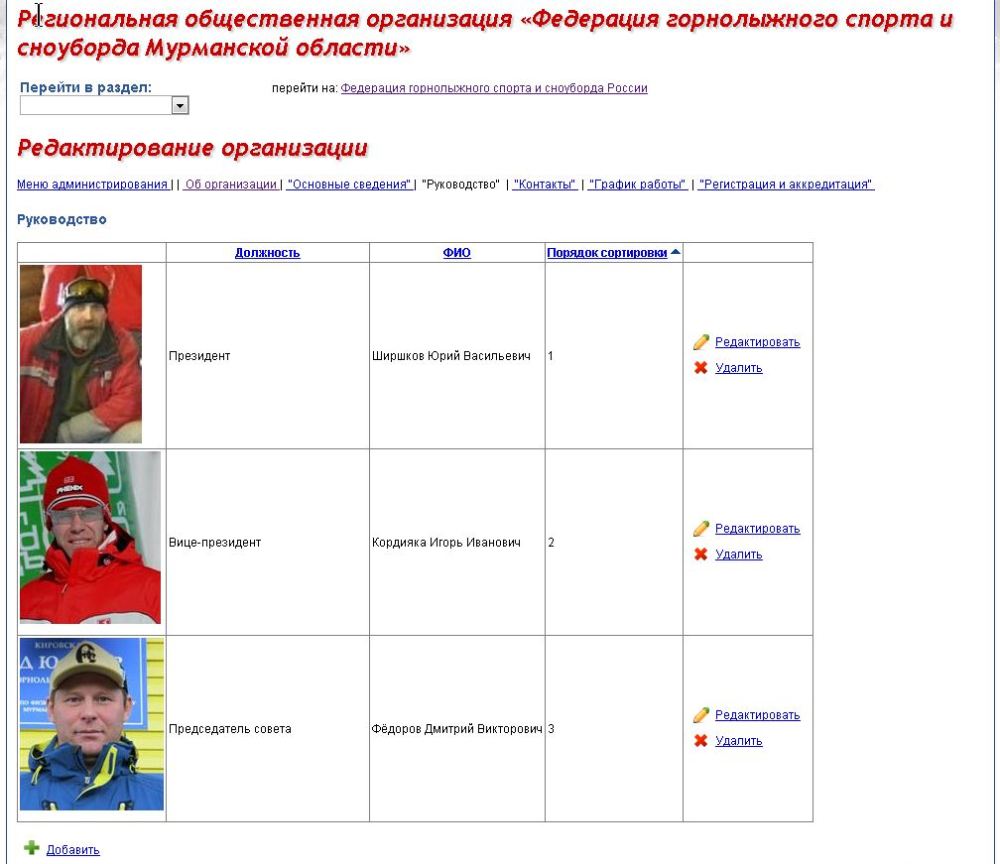 Региональная общественная организация «Федерация горнолыжного спорта и
сноуборда Мурманской области»
Перейти в раздел:
перейти на: Федерация горнолыжного спорта и сноуборда России
Редактирование организации
Меню администрирования | | Об организации | "Основные сведения" | "Руководство" | "Контакты" | "График работы" | "Регистрация и аккредитация"
Руководство
Должность ФИО Порядок сортировки
Президент Ширшков Юрий Васильевич 1
Редактировать
Удалить
PHENIX
Вице-президент Кордияка Игорь Иванович 2
Редактировать
Удалить
КИРОВСК
Председатель совета Фёдоров Дмитрий Викторович 3
Редактировать
Удалить
Добавить